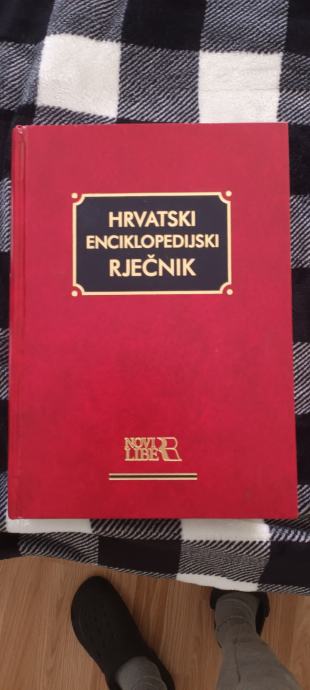 HRVATSKI
ENCIKLOPEDIJSKI
RJEČNIK
NOVI
LIBER